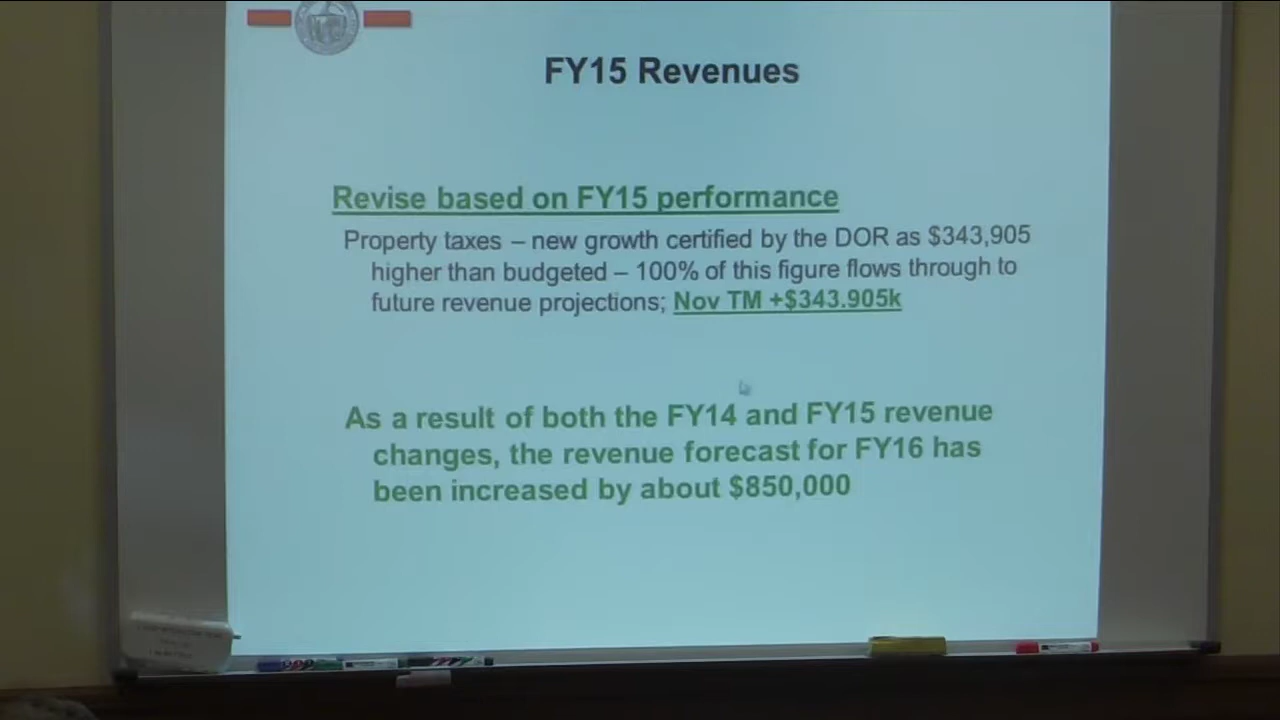 FY15 Revenues
Revise based on FY15 performance
Property taxes – new growth certified by the DOR as $343,905
higher than budgeted – 100% of this figure flows through to
future revenue projections; Nov TM +$343.905k
As a result of both the FY14 and FY15 revenue
changes, the revenue forecast for FY16 has
been increased by about $850,000